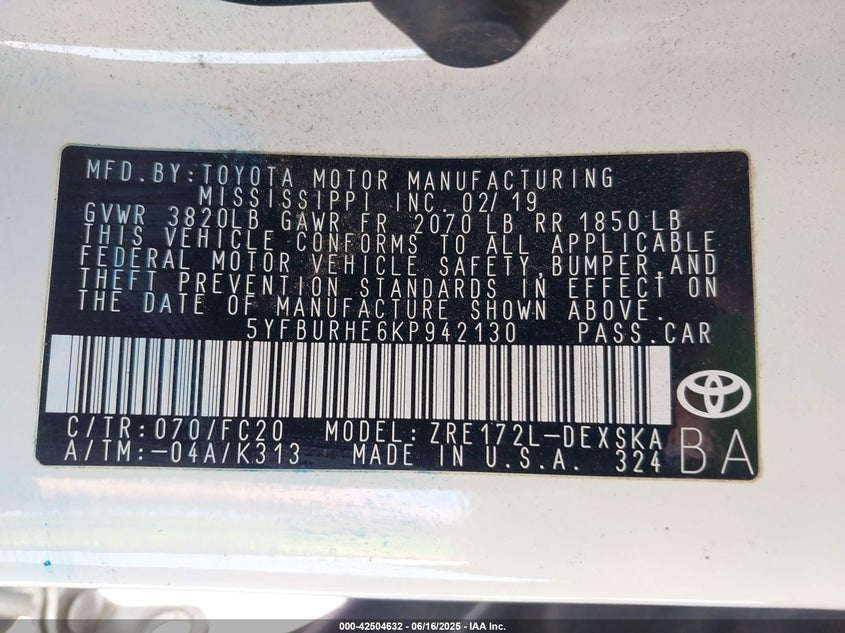 MFD.BY:TOYOTA MOTOR MANUFACTURING
MISSISSIPPI INC. 02/19
GVWR 3820LB GAWR FR 2070 LB RR 1850 LB
THIS VEHICLE CONFORMS TO ALL APPLICABLE
FEDERAL MOTOR VEHICLE SAFETY,BUMPER,AND
THEFT PREVENTION STANDARDS IN EFFECT ON
THE DATE OF MANUFACTURE SHOWN ABOVE.
5YFBURHE6KP942130 PASS.CAR
C/TR:070/FC20 MODEL:ZRE172L-DEXSKA
A/TM:-04A/K313 MADE IN U.S.A. 324
BA
000-42504632 - 06/16/2025 - IAA Inc.